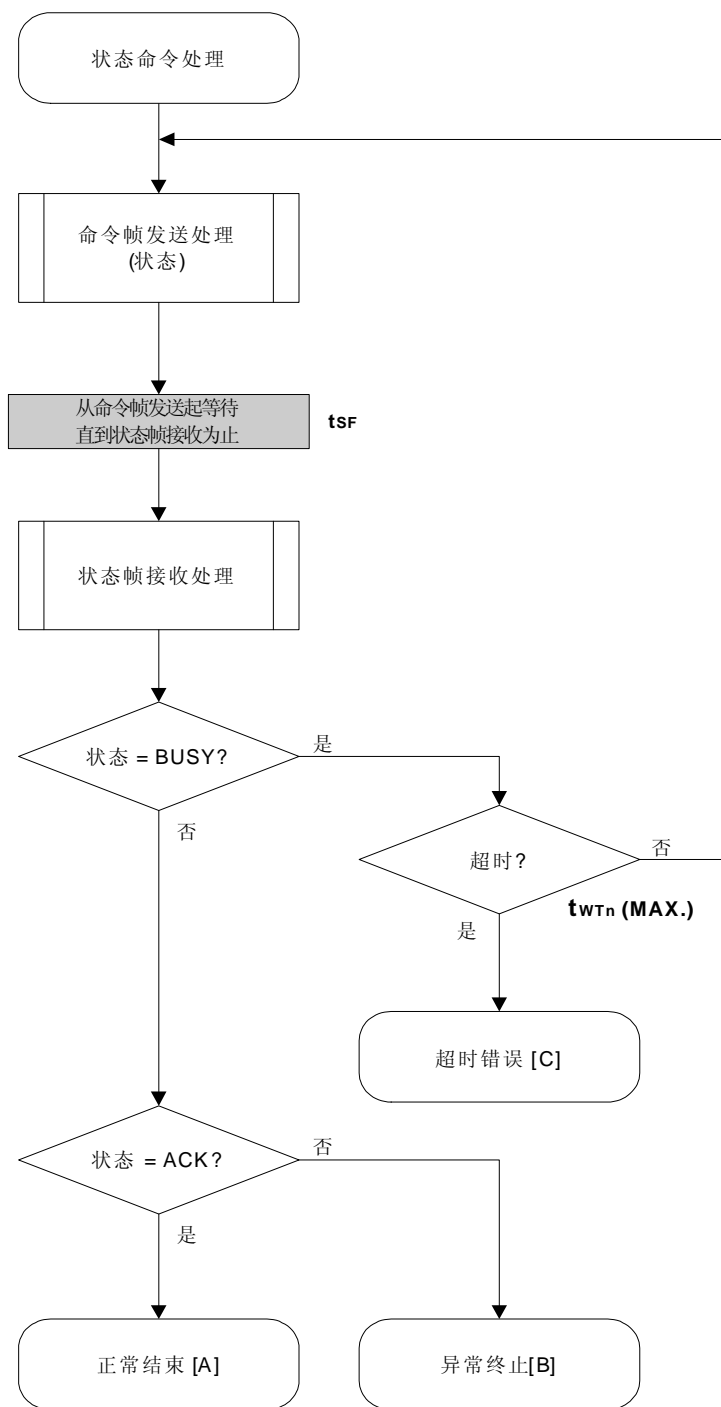 状态命令处理
命令帧发送处理
(状态)
从命令帧发送起等待
直到状态帧接收为止
tSF
状态帧接收处理
状态 = BUSY?
是
否
超时?
否
tWTn (MAX.)
是
超时错误 [C]
状态 = ACK?
否
是
正常结束 [A]
异常终止[B]